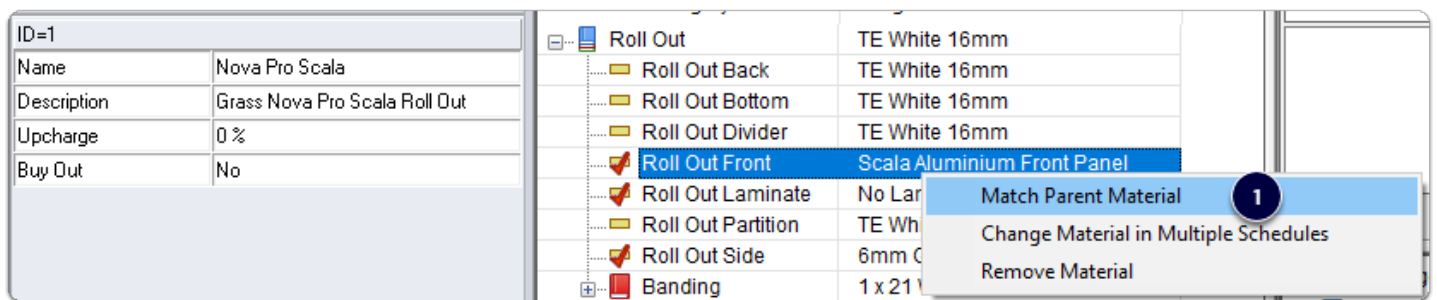 ID=1
Name Nova Pro Scala
Description Grass Nova Pro Scala Roll Out
Upcharge 0 %
Buy Out No
Roll Out TE White 16mm
Roll Out Back TE White 16mm
Roll Out Bottom TE White 16mm
Roll Out Divider TE White 16mm
Roll Out Front Scala Aluminium Front Panel
Roll Out Laminate No Lar
Roll Out Partition TE Wh
Roll Out Side 6mm
Banding 1 x 21
Match Parent Material 1
Change Material in Multiple Schedules
Remove Material